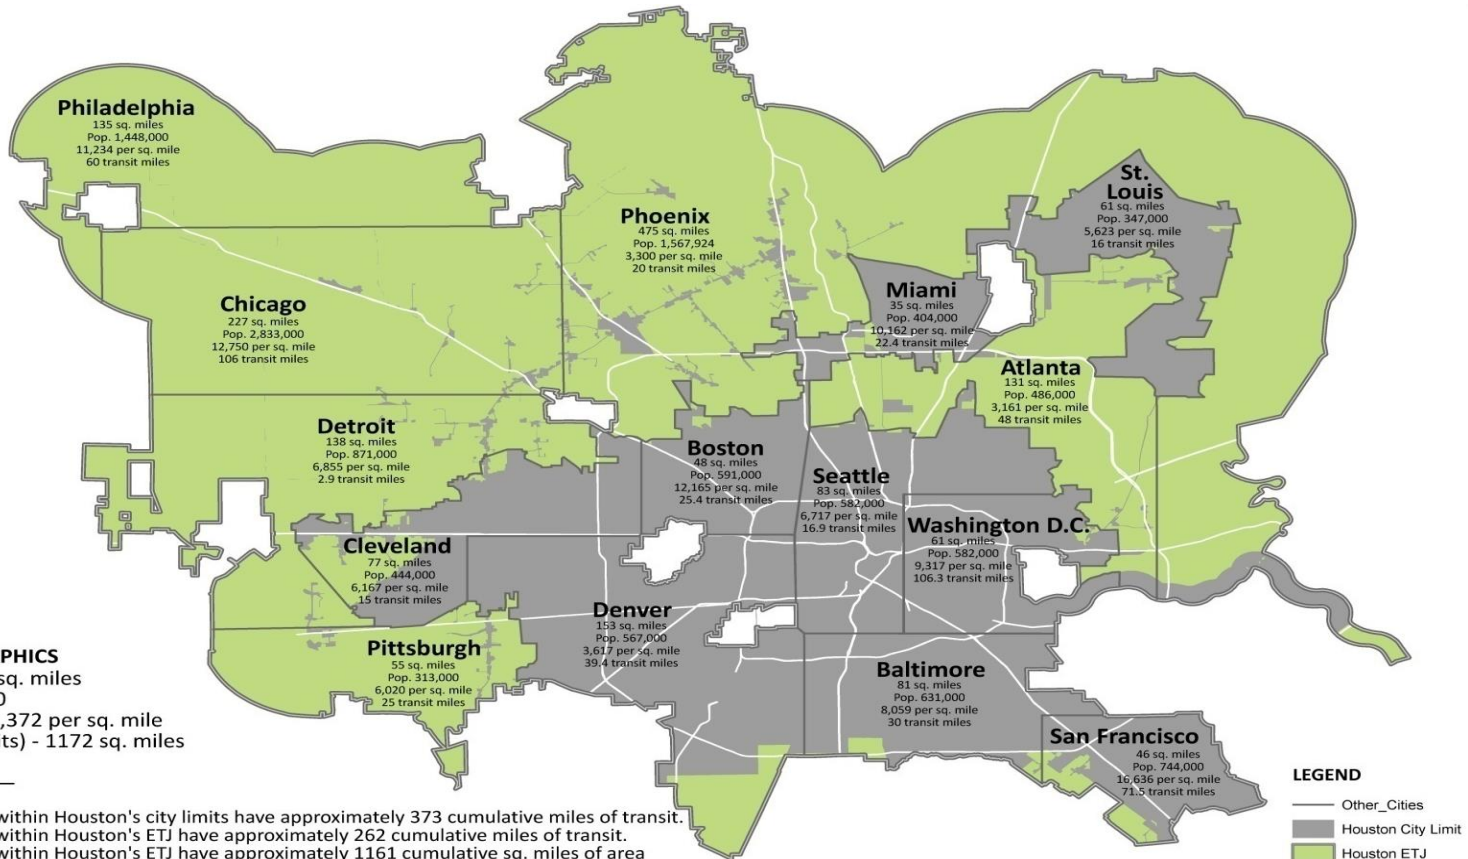 Philadelphia
135 sq. miles
Pop. 1,448,000
11,234 per sq. mile
60 transit miles
Phoenix
475 sq. miles
Pop. 1,567,924
3,300 per sq. mile
20 transit miles
St.
Louis
61 sq. miles
Pop. 347,000
5,623 per sq. mile
16 transit miles
Chicago
227 sq. miles
Pop. 2,833,000
12,750 per sq. mile
106 transit miles
Miami
35 sq. miles
Pop. 404,000
10,162 per sq. mile
22.4 transit miles
Atlanta
131 sq. miles
Pop. 486,000
3,161 per sq. mile
48 transit miles
Detroit
138 sq. miles
Pop. 871,000
6,855 per sq. mile
2.9 transit miles
Boston
48 sq. miles
Pop. 591,000
12,165 per sq. mile
25.4 transit miles
Seattle
83 sq. miles
Pop. 582,000
6,717 per sq. mile
16.9 transit miles
Washington D.C.
61 sq. miles
Pop. 582,000
9,317 per sq. mile
106.3 transit miles
Cleveland
77 sq. miles
Pop. 444,000
6,167 per sq. mile
15 transit miles
Denver
153 sq. miles
Pop. 567,000
3,617 per sq. mile
39.4 transit miles
Pittsburgh
55 sq. miles
Pop. 313,000
6,020 per sq. mile
25 transit miles
Baltimore
81 sq. miles
Pop. 631,000
8,059 per sq. mile
30 transit miles
San Francisco
46 sq. miles
Pop. 744,000
16,636 per sq. mile
71.5 transit miles
PHICS
sq. miles
0
,372 per sq. mile
its) - 1172 sq. miles
within Houston's city limits have approximately 373 cumulative miles of transit.
within Houston's ETJ have approximately 262 cumulative miles of transit.
within Houston's ETJ have approximately 1161 cumulative sq. miles of area
LEGEND
Other_Cities
Houston City Limit
Houston ETJ